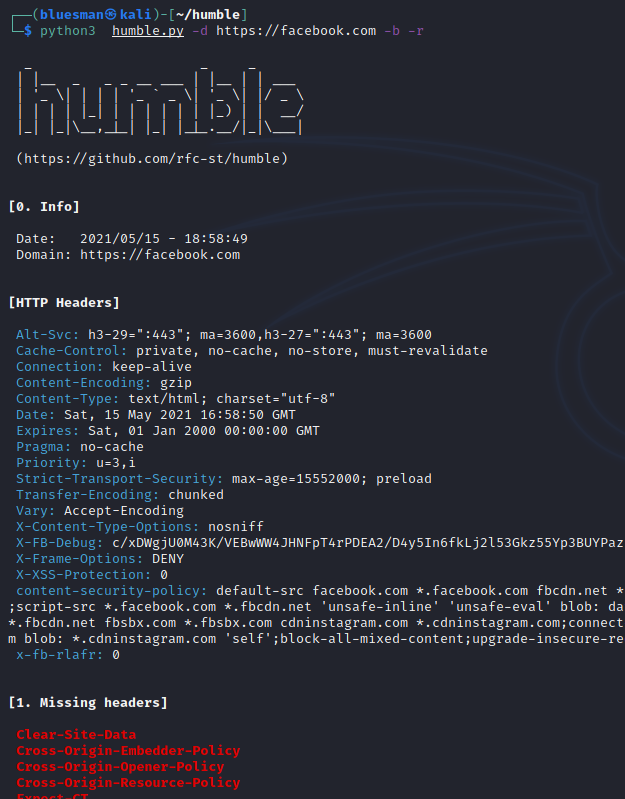 ┌──(bluesman㉿kali)-[~/humble]
└─$ python3  humble.py -d https://facebook.com -b -r
humble
(https://github.com/rfc-st/humble)
[0. Info]
Date:   2021/05/15 - 18:58:49
Domain: https://facebook.com
[HTTP Headers]
Alt-Svc: h3-29=":443"; ma=3600,h3-27=":443"; ma=3600
Cache-Control: private, no-cache, no-store, must-revalidate
Connection: keep-alive
Content-Encoding: gzip
Content-Type: text/html; charset="utf-8"
Date: Sat, 15 May 2021 16:58:50 GMT
Expires: Sat, 01 Jan 2000 00:00:00 GMT
Pragma: no-cache
Priority: u=3,i
Strict-Transport-Security: max-age=15552000; preload
Transfer-Encoding: chunked
Vary: Accept-Encoding
X-Content-Type-Options: nosniff
X-FB-Debug: c/xDWgjU0M43K/VEBwWW4JHNFpT4rPDEA2/D4y5In6fkLj2l53Gkz55Yp3BUYPaz
X-Frame-Options: DENY
X-XSS-Protection: 0
content-security-policy: default-src facebook.com *.facebook.com fbcdn.net *
;script-src *.facebook.com *.fbcdn.net 'unsafe-inline' 'unsafe-eval' blob: da
*.fbcdn.net fbsbx.com *.fbsbx.com cdninstagram.com *.cdninstagram.com;connect
m blob: *.cdninstagram.com 'self';block-all-mixed-content;upgrade-insecure-re
x-fb-rlafr: 0
[1. Missing headers]
Clear-Site-Data
Cross-Origin-Embedder-Policy
Cross-Origin-Opener-Policy
Cross-Origin-Resource-Policy
Expect-CT